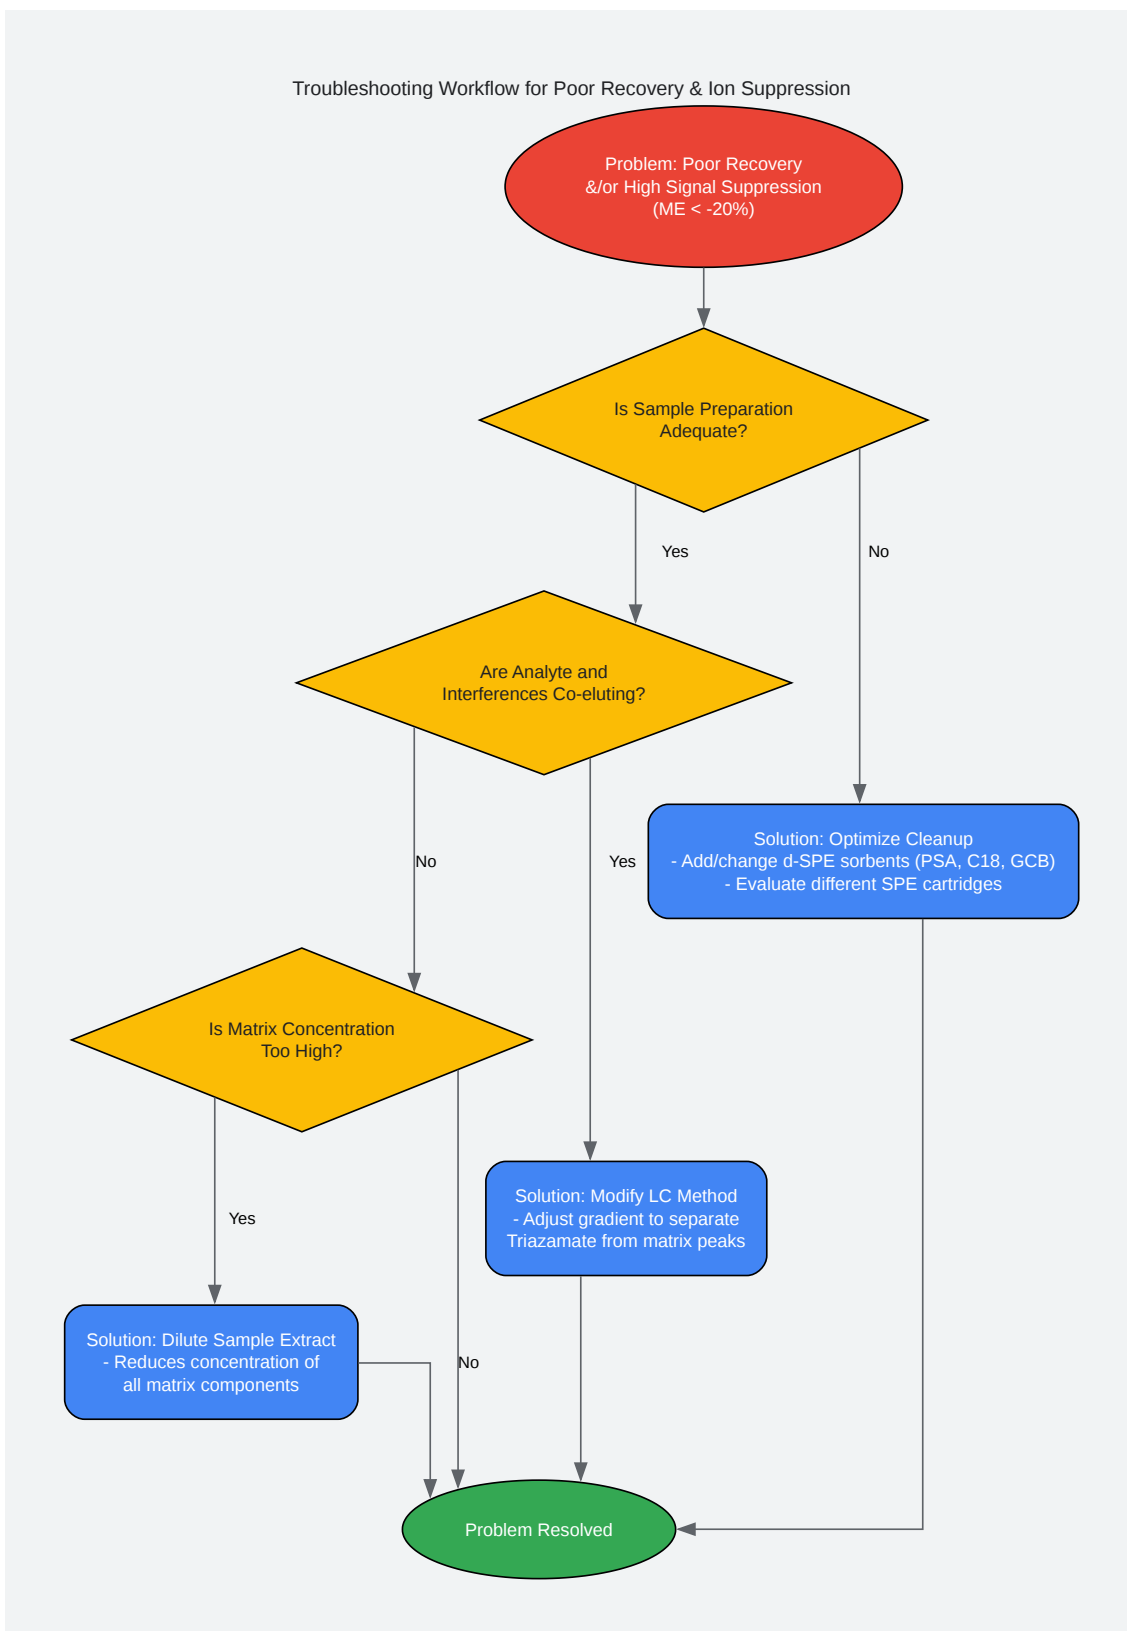 Troubleshooting Workflow for Poor Recovery & Ion Suppression
Problem: Poor Recovery
&/or High Signal Suppression
(ME < -20%)
Is Sample Preparation
Adequate?
Yes
No
Are Analyte and
Interferences Co-eluting?
Solution: Optimize Cleanup
- Add/change d-SPE sorbents (PSA, C18, GCB)
- Evaluate different SPE cartridges
No
Yes
Is Matrix Concentration
Too High?
Solution: Modify LC Method
- Adjust gradient to separate
Triazamate from matrix peaks
Yes
Solution: Dilute Sample Extract
- Reduces concentration of
all matrix components
No
Problem Resolved